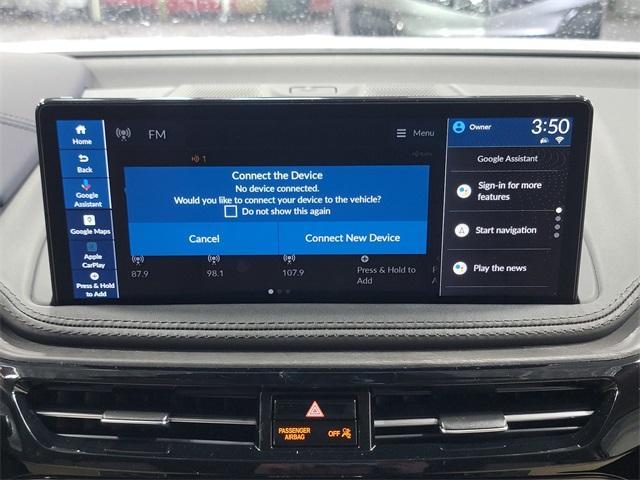 Home
Back
Google
Assistant
Google Maps
Apple
CarPlay
Press & Hold
to Add
FM
Menu
1
Connect the Device
No device connected.
Would you like to connect your device to the vehicle?
Do not show this again
Cancel
Connect New Device
87.9
98.1
107.9
Press & Hold to
Add
Owner
3:50
Google Assistant
Sign-in for more
features
Start navigation
Play the news
PASSENGER
AIRBAG
OFF